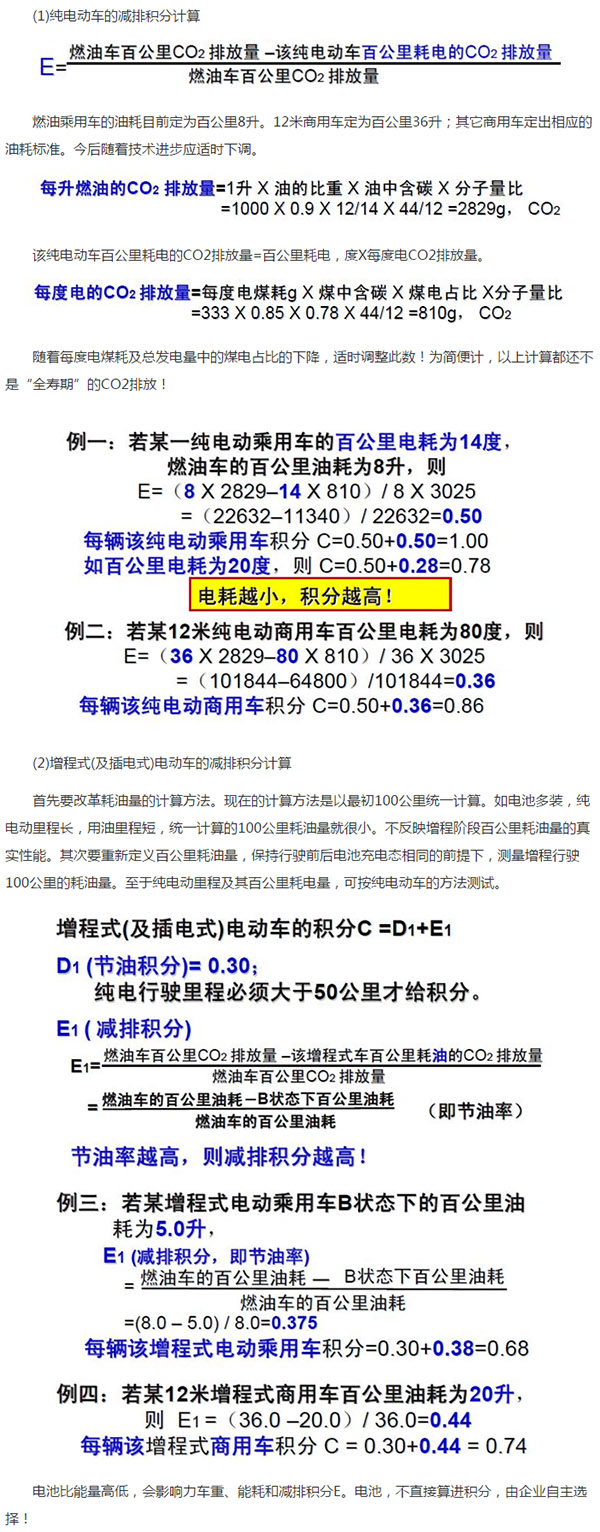 (1)纯电动车的减排积分计算
E=燃油车百公里CO2 排放量 –该纯电动车百公里耗电的CO2 排放量
燃油车百公里CO2 排放量
燃油乘用车的油耗目前定为百公里8升。12米商用车定为百公里36升；其它商用车定出相应的
油耗标准。今后随着技术进步应适时下调。
每升燃油的CO2 排放量=1升 X 油的比重 X 油中含碳 X 分子量比
=1000 X 0.9 X 12/14 X 44/12 =2829g， CO2
该纯电动车百公里耗电的CO2排放量=百公里耗电，度X每度电CO2排放量。
每度电的CO2 排放量=每度电煤耗g X 煤中含碳 X 煤电占比 X分子量比
=333 X 0.85 X 0.78 X 44/12 =810g， CO2
随着每度电煤耗及总发电量中的煤电占比的下降，适时调整此数！为简便计，以上计算都还不
是“全寿期”的CO2排放！
例一：若某一纯电动乘用车的百公里电耗为14度，
燃油车的百公里油耗为8升，则
E=（8 X 2829–14 X 810）/ 8 X 3025
=（22632–11340）/ 22632=0.50
每辆该纯电动乘用车积分 C=0.50+0.50=1.00
如百公里电耗为20度，则 C=0.50+0.28=0.78
电耗越小，积分越高！
例二：若某12米纯电动商用车百公里电耗为80度，则
E=（36 X 2829–80 X 810）/ 36 X 3025
=（101844–64800）/101844=0.36
每辆该纯电动商用车积分 C=0.50+0.36=0.86
(2)增程式(及插电式)电动车的减排积分计算
首先要改革耗油量的计算方法。现在的计算方法是以最初100公里统一计算。如电池多装，纯
电动里程长，用油里程短，统一计算的100公里耗油量就很小。不反映增程阶段百公里耗油量的真
实性能。其次要重新定义百公里耗油量，保持行驶前后电池充电态相同的前提下，测量增程行驶
100公里的耗油量。至于纯电动里程及其百公里耗电量，可按纯电动车的方法测试。
增程式(及插电式)电动车的积分C =D1+E1
D1 (节油积分)= 0.30；
纯电行驶里程必须大于50公里才给积分。
E1 ( 减排积分)
E1=燃油车百公里CO2 排放量 –该增程式车百公里耗油的CO2 排放量
燃油车百公里CO2 排放量
=燃油车的百公里油耗 –B状态下百公里油耗
燃油车的百公里油耗 （即节油率）
节油率越高，则减排积分越高！
例三：若某增程式电动乘用车B状态下的百公里油
耗为5.0升，
E1 (减排积分，即节油率)
= 燃油车的百公里油耗 — B状态下百公里油耗
燃油车的百公里油耗
=(8.0 – 5.0) / 8.0=0.375
每辆该增程式电动乘用车积分=0.30+0.38=0.68
例四：若某12米增程式商用车百公里油耗为20升，
则 E1 =（36.0 –20.0）/ 36.0=0.44
每辆该增程式商用车积分 C = 0.30+0.44 = 0.74
电池比能量高低，会影响力车重、能耗和减排积分E。电池，不直接算进积分，由企业自主选
择！